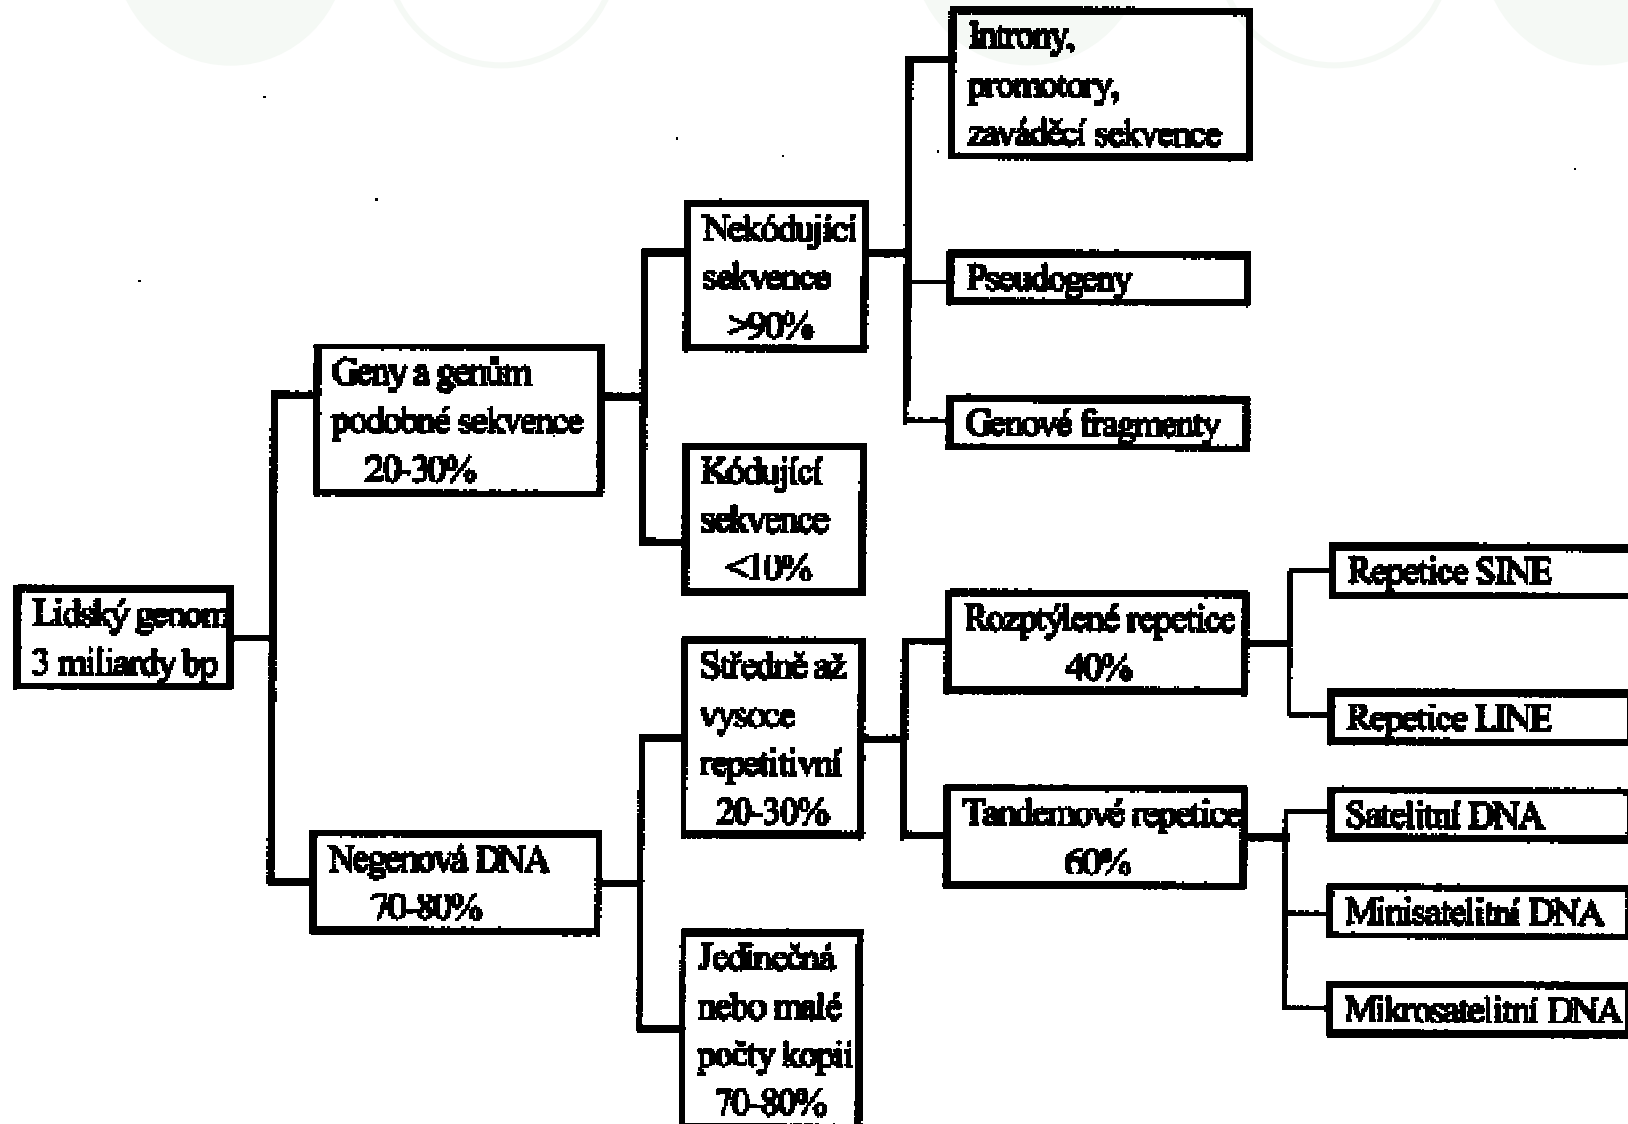 Lidský genom
3 miliardy bp
Geny a genům
podobné sekvence
20-30%
Negenová DNA
70-80%
Nekódující
sekvence
>90%
Kódující
sekvence
<10%
Středně až
vysoce
repetitivní
20-30%
Jedinečná
nebo malé
počty kopii
70-80%
Introny,
promotory,
zaváděcí sekvence
Pseudogeny
Genové fragmenty
Rozptýlené repetice
40%
Tandemové repetice
60%
Repetice SINE
Repetice LINE
Satelitní DNA
Minisatelitní DNA
Mikrosatelitní DNA